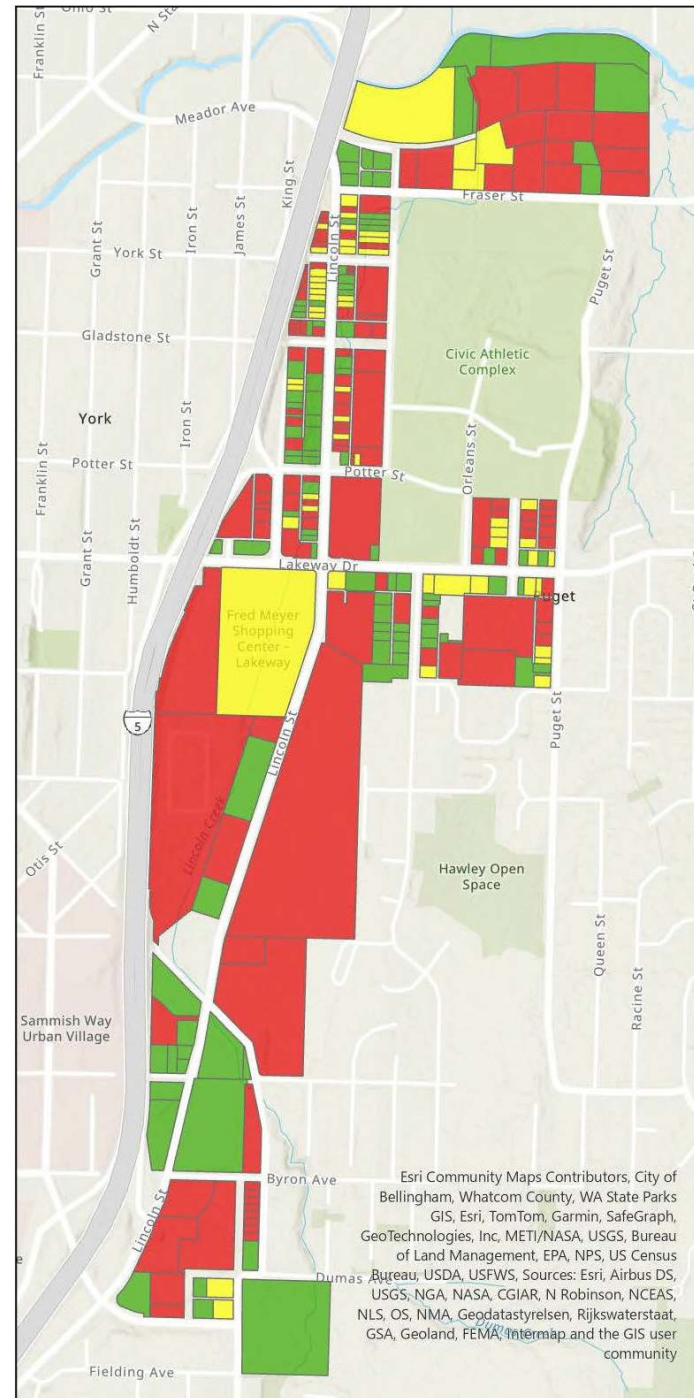 Ohio St
N Sta
Franklin St
Meador Ave
King St
Fraser St
Grant St
Iron St
James St
Lincoln St
Puget St
York St
Gladstone St
Civic Athletic
Complex
York
Iron St
Orleans St
Potter St
Potter St
Franklin St
Grant St
Humboldt St
Lakeway Dr
Puget
Fred Meyer
Shopping
Center -
Lakeway
5
Lincoln St
Puget St
Lincoln Creek
Otis St
Hawley Open
Space
Queen St
Racine St
Sammish Way
Urban Village
Byron Ave
Lincoln St
e
Dumas Ave
Fielding Ave
Esri Community Maps Contributors, City of
Bellingham, Whatcom County, WA State Parks
GIS, Esri, TomTom, Garmin, SafeGraph,
GeoTechnologies, Inc, METI/NASA, USGS, Bureau
of Land Management, EPA, NPS, US Census
Bureau, USDA, USFWS, Sources: Esri, Airbus DS,
USGS, NGA, NASA, CGIAR, N Robinson, NCEAS,
NLS, OS, NMA, Geodatastyrelsen, Rijkswaterstaat,
GSA, Geoland, FEMA, Intermap and the GIS user
community